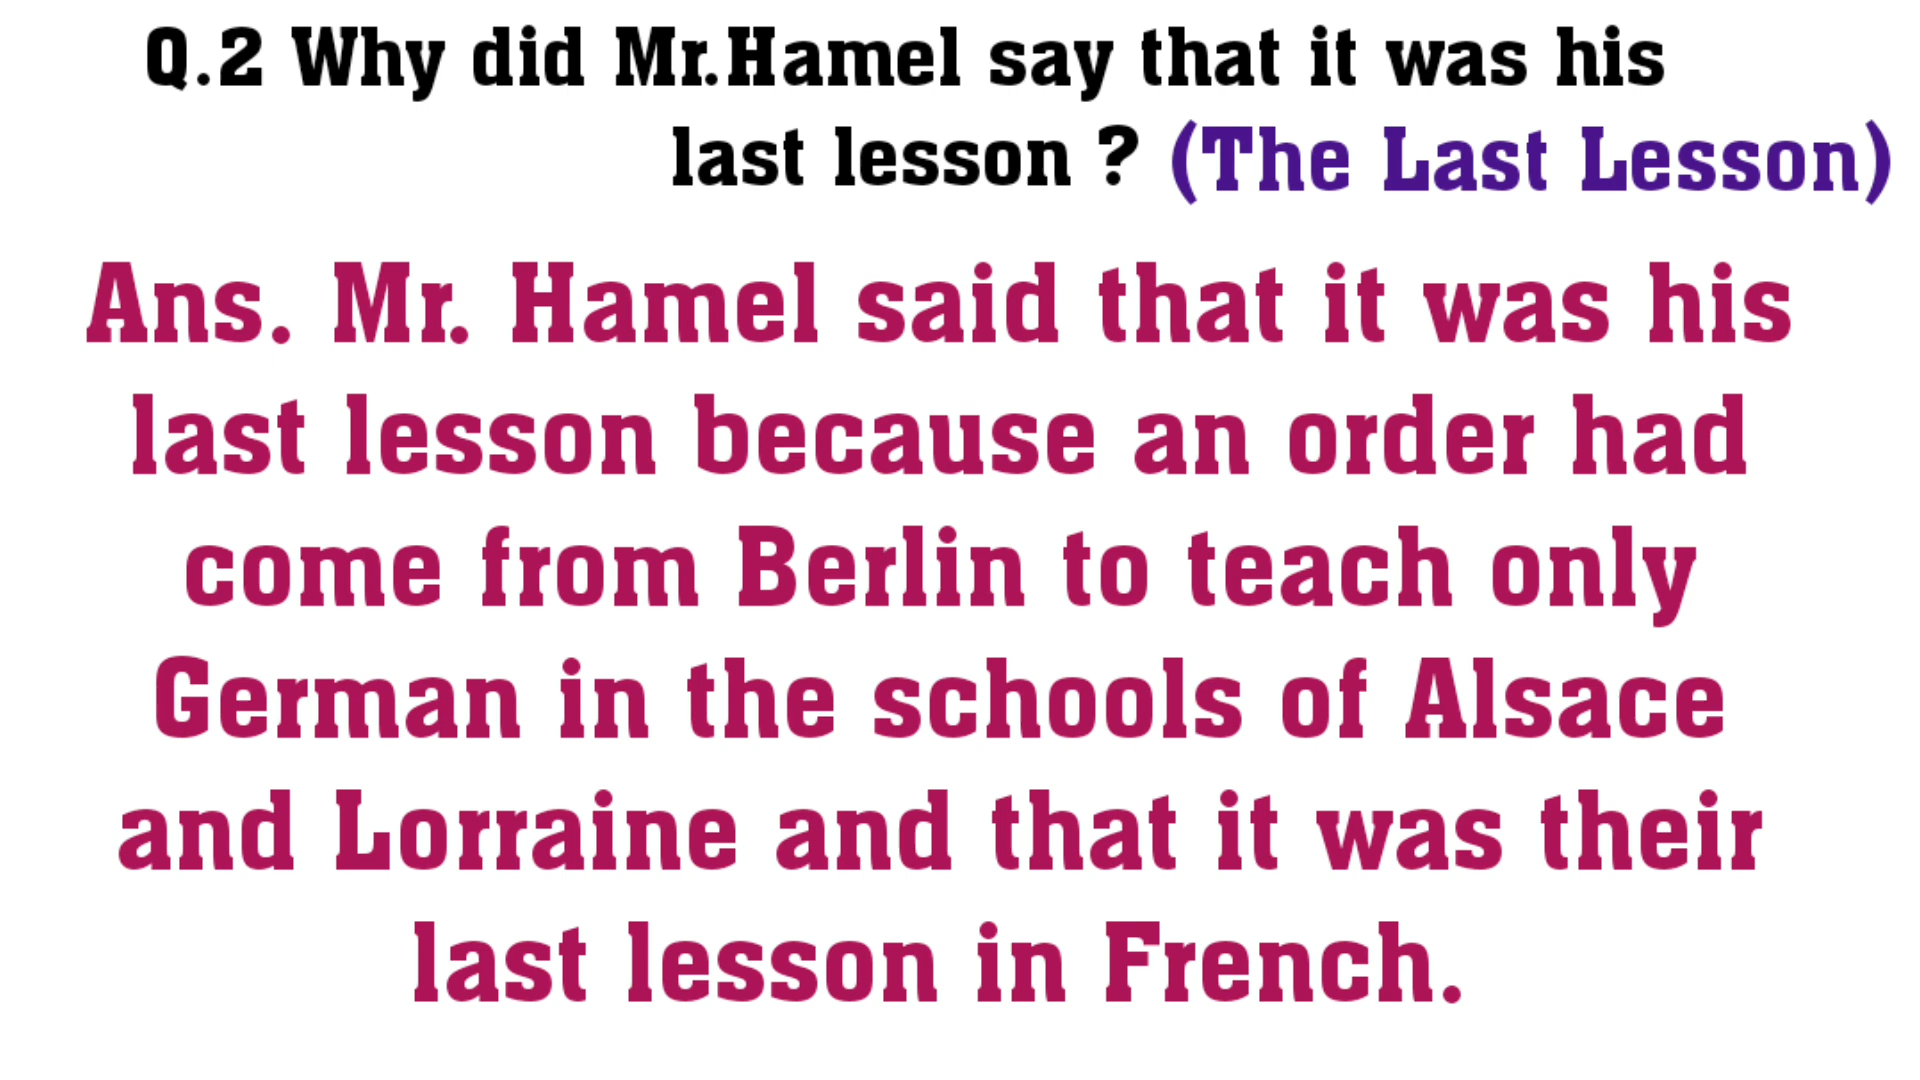 Q.2 Why did Mr.Hamel say that it was his
last lesson ? (The Last Lesson)
Ans. Mr. Hamel said that it was his
last lesson because an order had
come from Berlin to teach only
German in the schools of Alsace
and Lorraine and that it was their
last lesson in French.